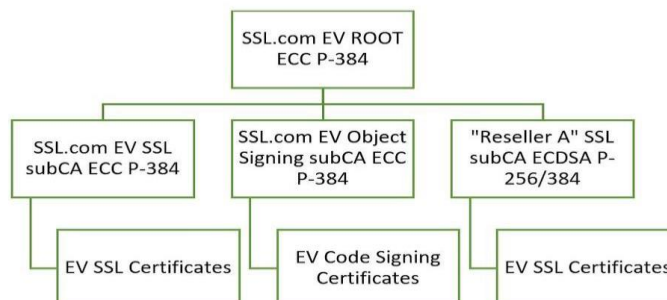 SSL.com EV ROOT
ECC P-384
SSL.com EV SSL
subCA ECC P-384
SSL.com EV Object
Signing subCA ECC
P-384
"Reseller A" SSL
subCA ECDSA P-
256/384
EV SSL Certificates
EV Code Signing
Certificates
EV SSL Certificates